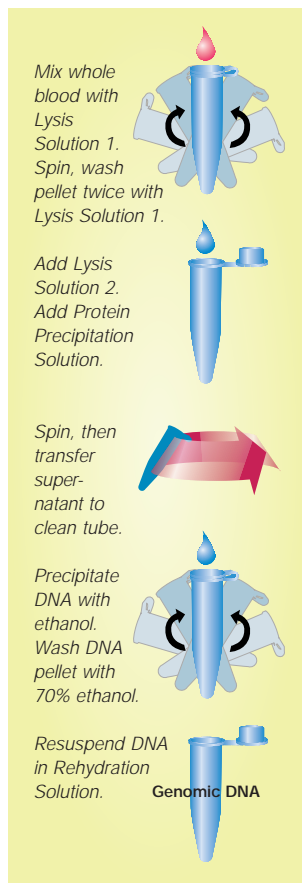 Mix whole
blood with
Lysis
Solution 1.
Spin, wash
pellet twice with
Lysis Solution 1.
Add Lysis
Solution 2.
Add Protein
Precipitation
Solution.
Spin, then
transfer
super-
natant to
clean tube.
Precipitate
DNA with
ethanol.
Wash DNA
pellet with
70% ethanol.
Resuspend DNA
in Rehydration
Solution.
Genomic DNA